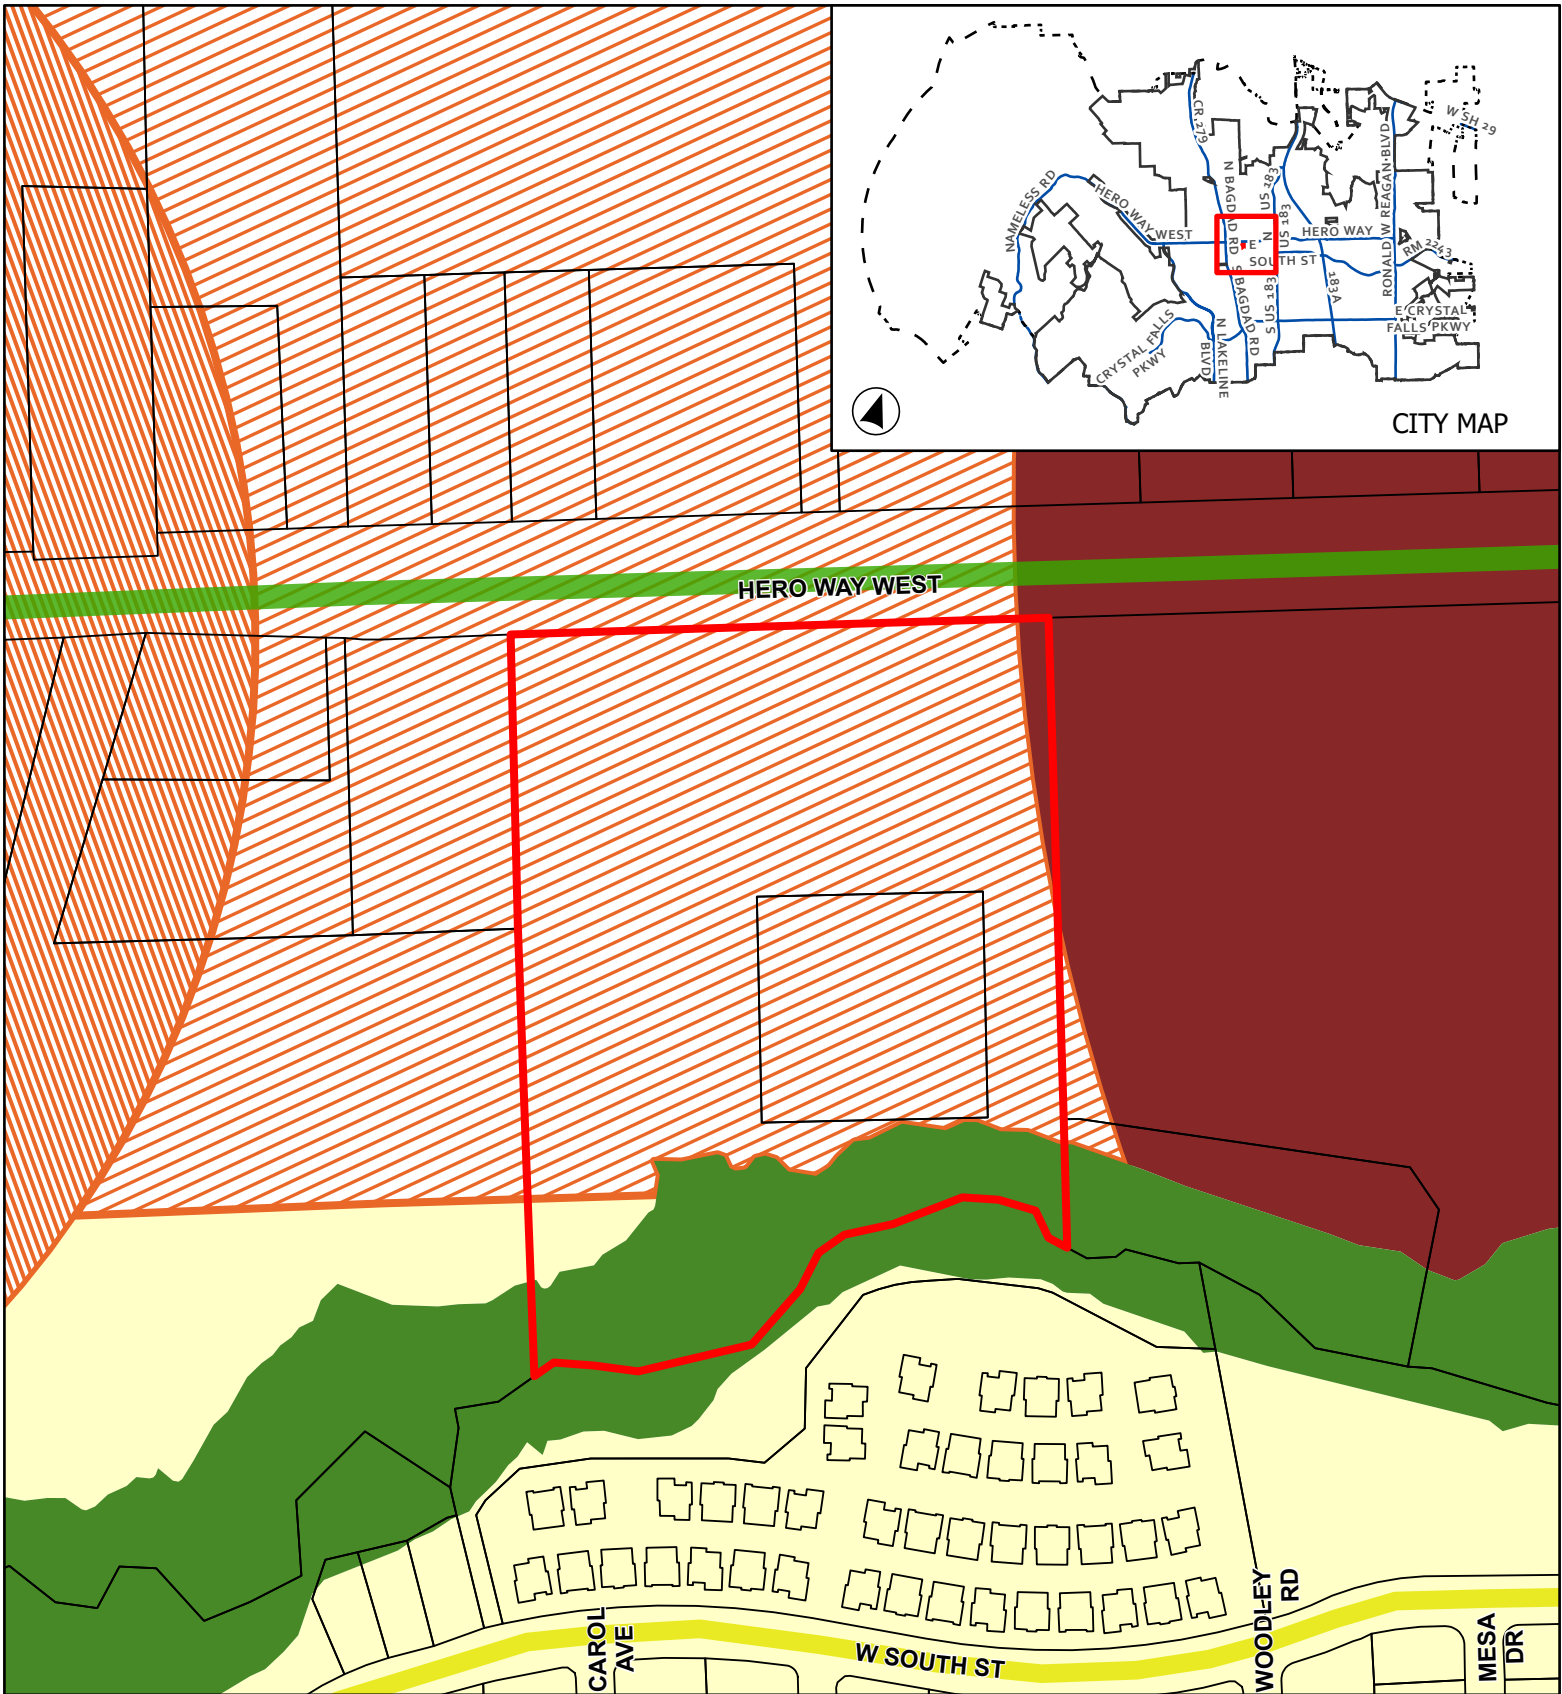 W SH 29
CR 279
N BAGDAD RD
US 183
RONALD W REAGAN BLVD
NAMELESS RD
HERO WAY
WEST
N
US 183
HERO WAY
E
SOUTH ST
RM 2243
183A
S BAGDAD RD
S US 183
E CRYSTAL
FALLS PKWY
CRYSTAL FALLS
PKWY
N LAKELINE
BLVD
CITY MAP
HERO WAY WEST
CAROL
AVE
W SOUTH ST
WOODLEY
RD
MESA
DR